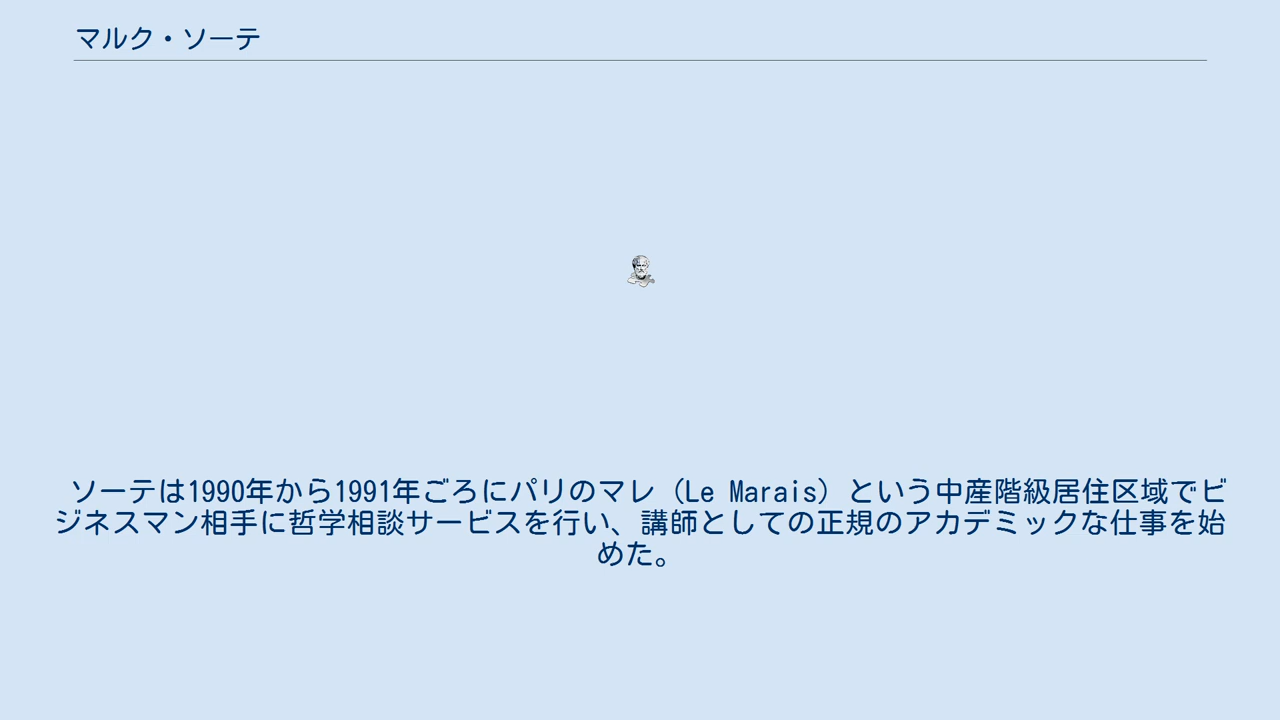 マルク・ソーテ
ソーテは1990年から1991年ごろにパリのマレ（Le Marais）という中産階級居住区域でビ
ジネスマン相手に哲学相談サービスを行い、講師としての正規のアカデミックな仕事を始
めた。